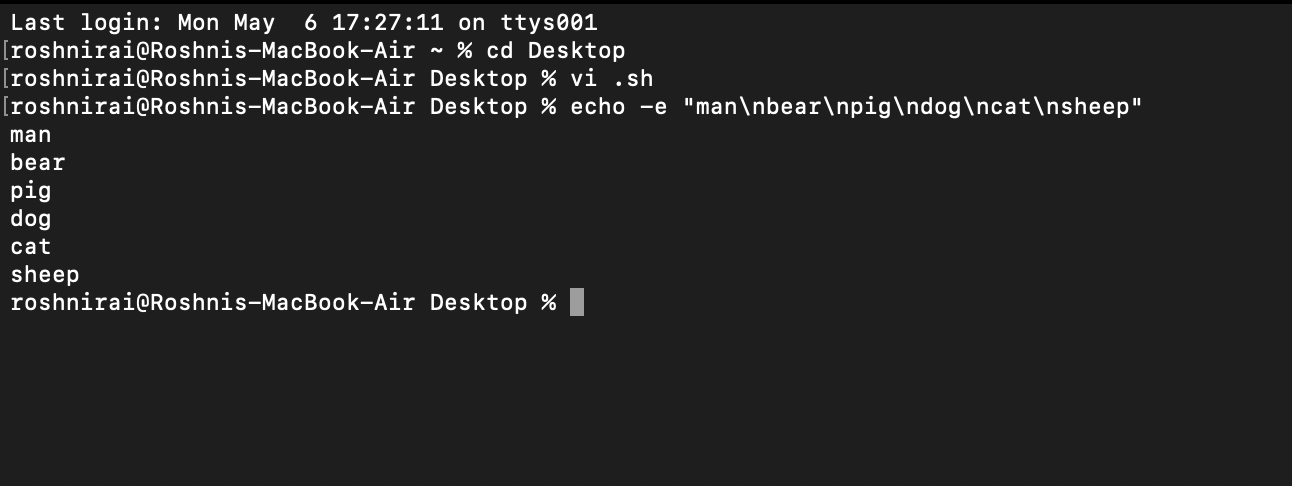 Last login: Mon May  6 17:27:11 on ttys001
[roshnirai@Roshnis-MacBook-Air ~ % cd Desktop
[roshnirai@Roshnis-MacBook-Air Desktop % vi .sh
[roshnirai@Roshnis-MacBook-Air Desktop % echo -e "man\nbear\npig\ndog\ncat\nsheep"
man
bear
pig
dog
cat
sheep
roshnirai@Roshnis-MacBook-Air Desktop %